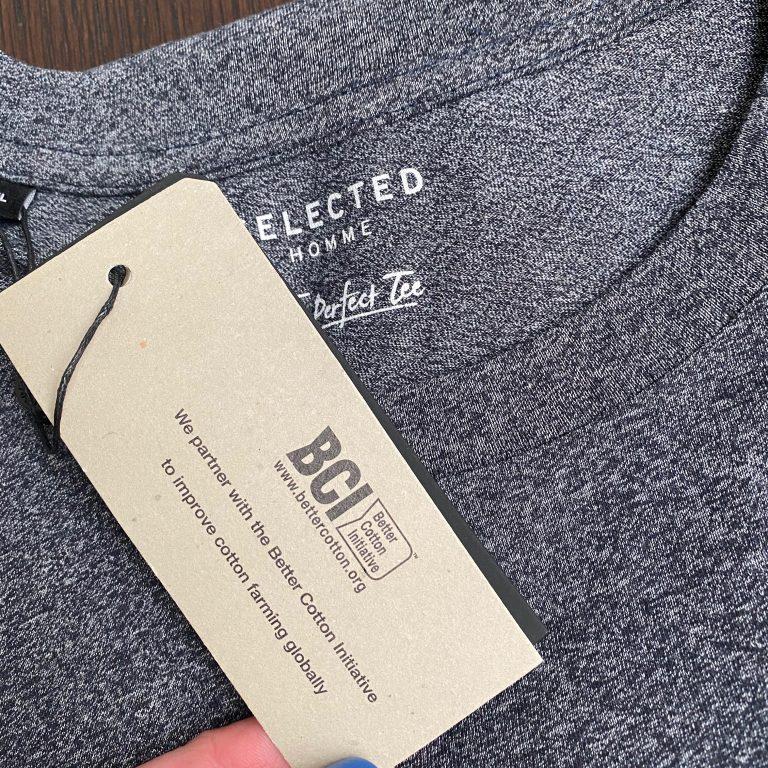 ELECTED
HOMME
Perfect Tee
BCI
Better
Cotton
Initiative
™
www.bettercotton.org
We partner with the Better Cotton Initiative
to improve cotton farming globally
L